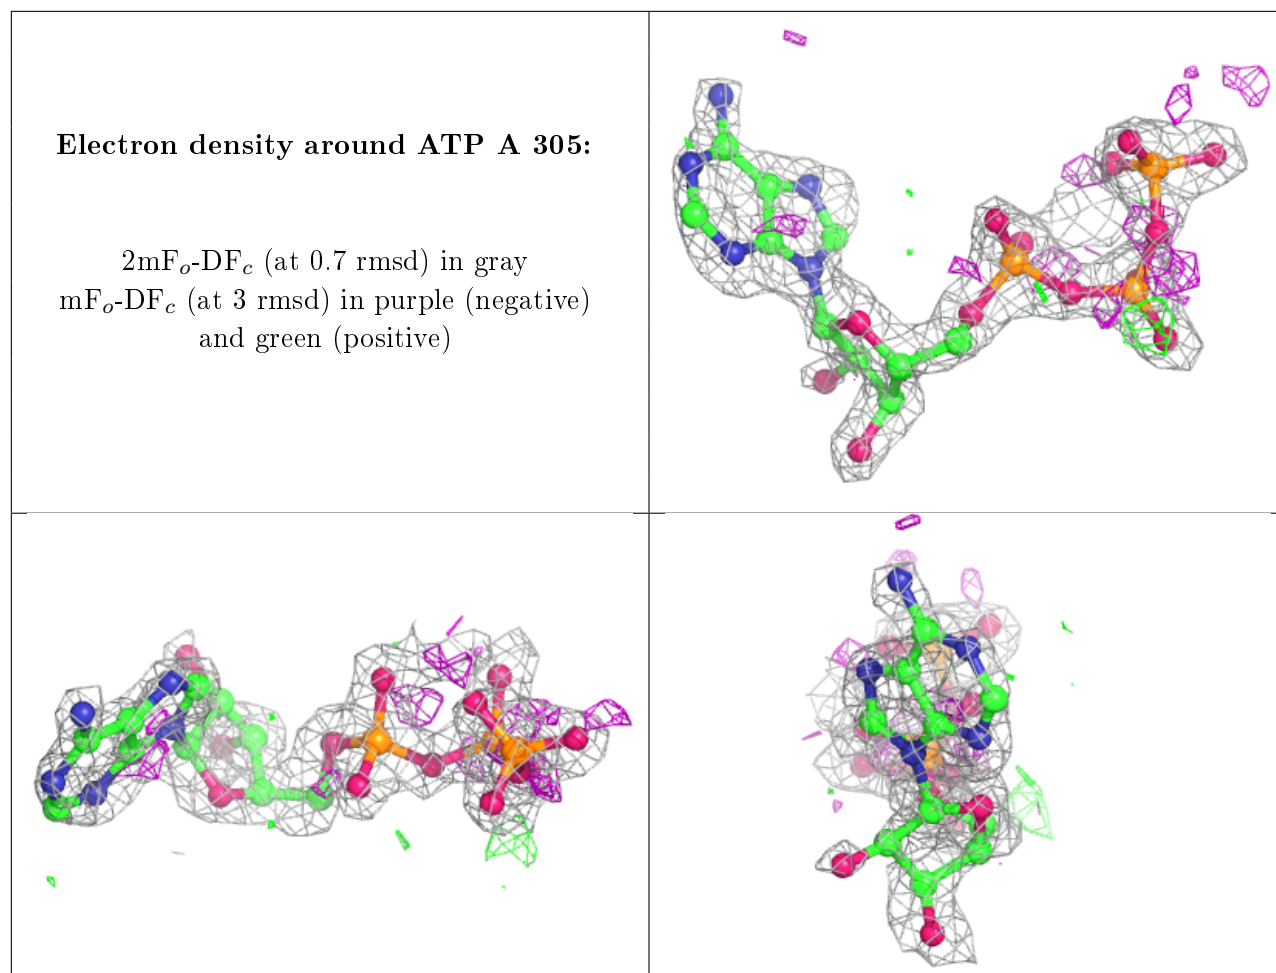 Electron density around ATP A 305:
2mFo-DFc (at 0.7 rmsd) in gray
mFo-DFc (at 3 rmsd) in purple (negative)
and green (positive)